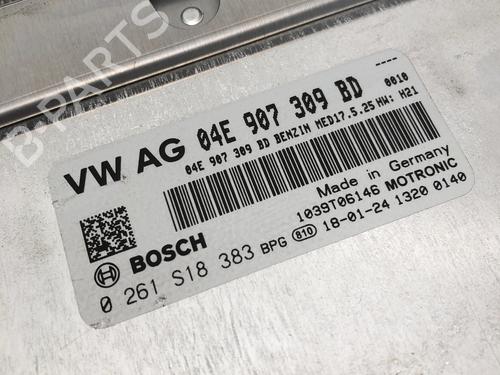 B-PARTS
----
VW AG 04E 907 309 BD
04E 907 309 BD BENZIN MED17.5.25 HW: H21
0010
Made in Germany
1039T06146 MOTRONIC
BOSCH
0 261 S18 383 BPG 810 18-01-24 1320 0140